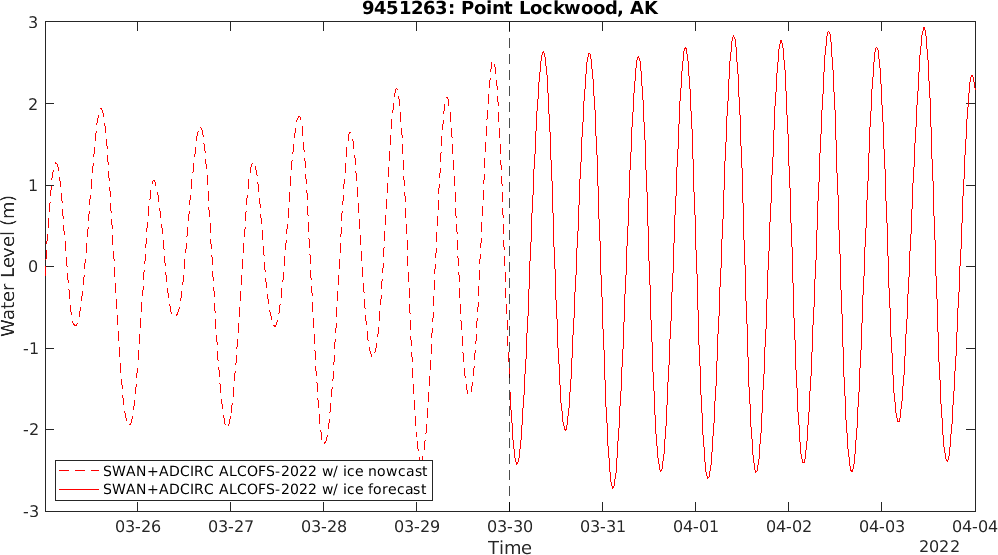 9451263: Point Lockwood, AK
3
2
1
0
-1
-2
-3
Water Level (m)
SWAN+ADCIRC ALCOFS-2022 w/ ice nowcast
SWAN+ADCIRC ALCOFS-2022 w/ ice forecast
03-26 03-27 03-28 03-29 03-30 03-31 04-01 04-02 04-03 04-04
Time
2022